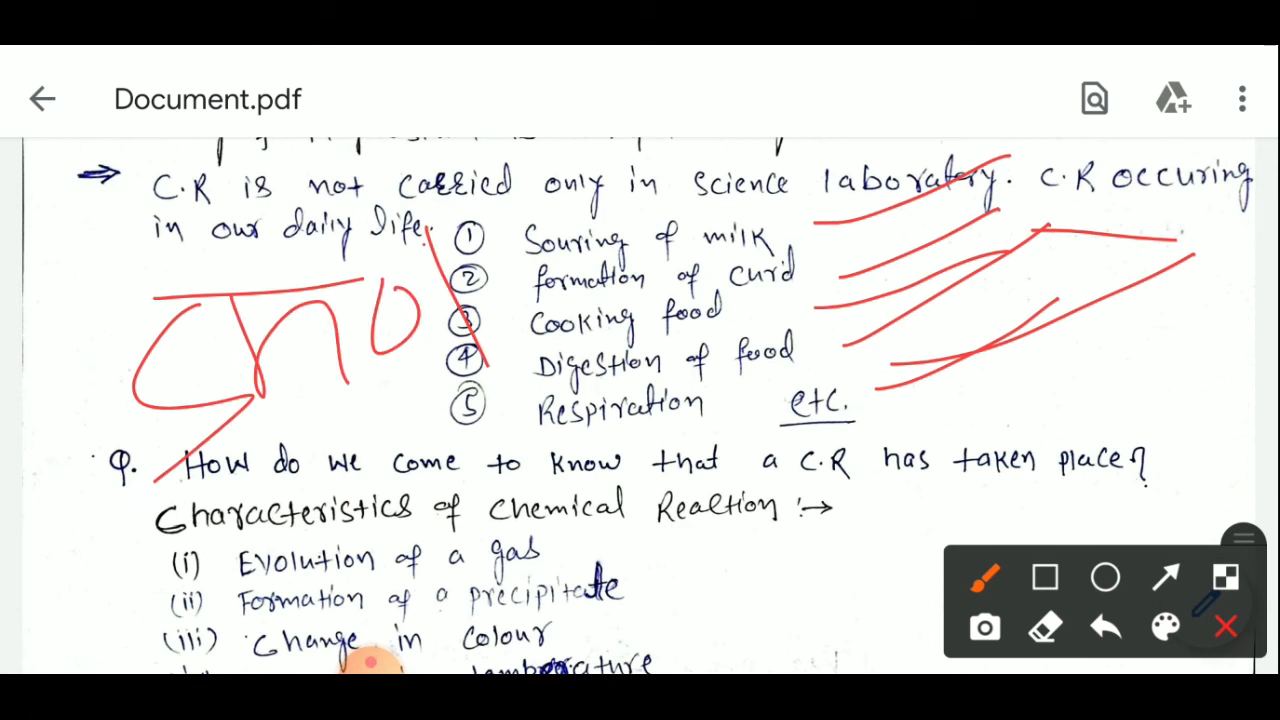 Document.pdf
⇒ C.R is not carried only in science laboratory. C.R occuring
in our daily life. ① Souring of milk
② formation of curd
③ Cooking food
④ Digestion of food
⑤ Respiration etc.
Q. How do we come to know that a C.R has taken place?
Characteristics of Chemical Reaction :→
(i) Evolution of a gas
(ii) Formation of a precipitate
(iii) Change in colour